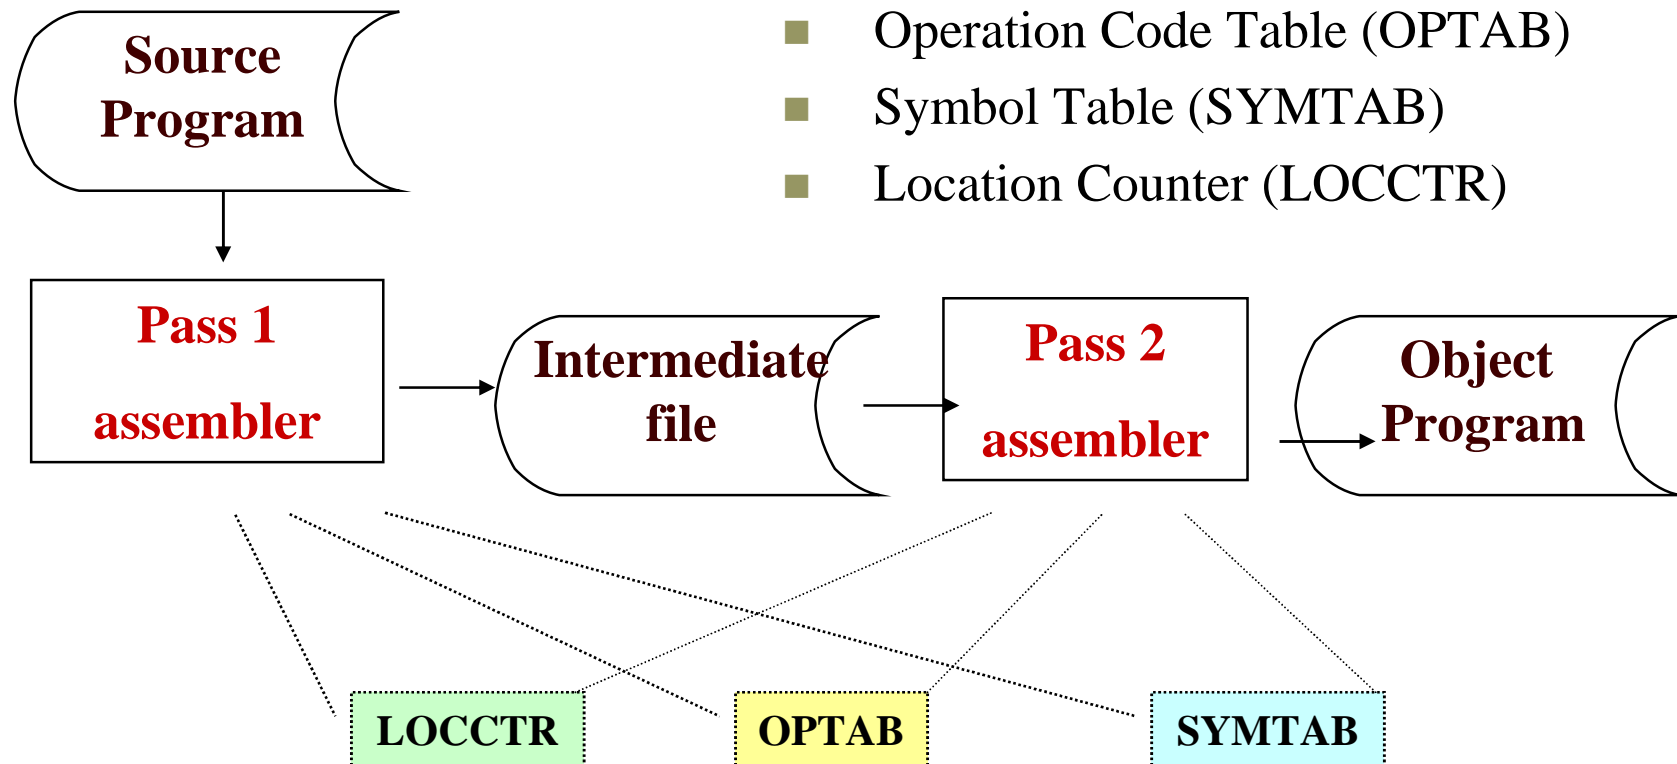 Source
Program
Operation Code Table (OPTAB)
Symbol Table (SYMTAB)
Location Counter (LOCCTR)
Pass 1
assembler
Intermediate
file
Pass 2
assembler
Object
Program
LOCCTR
OPTAB
SYMTAB